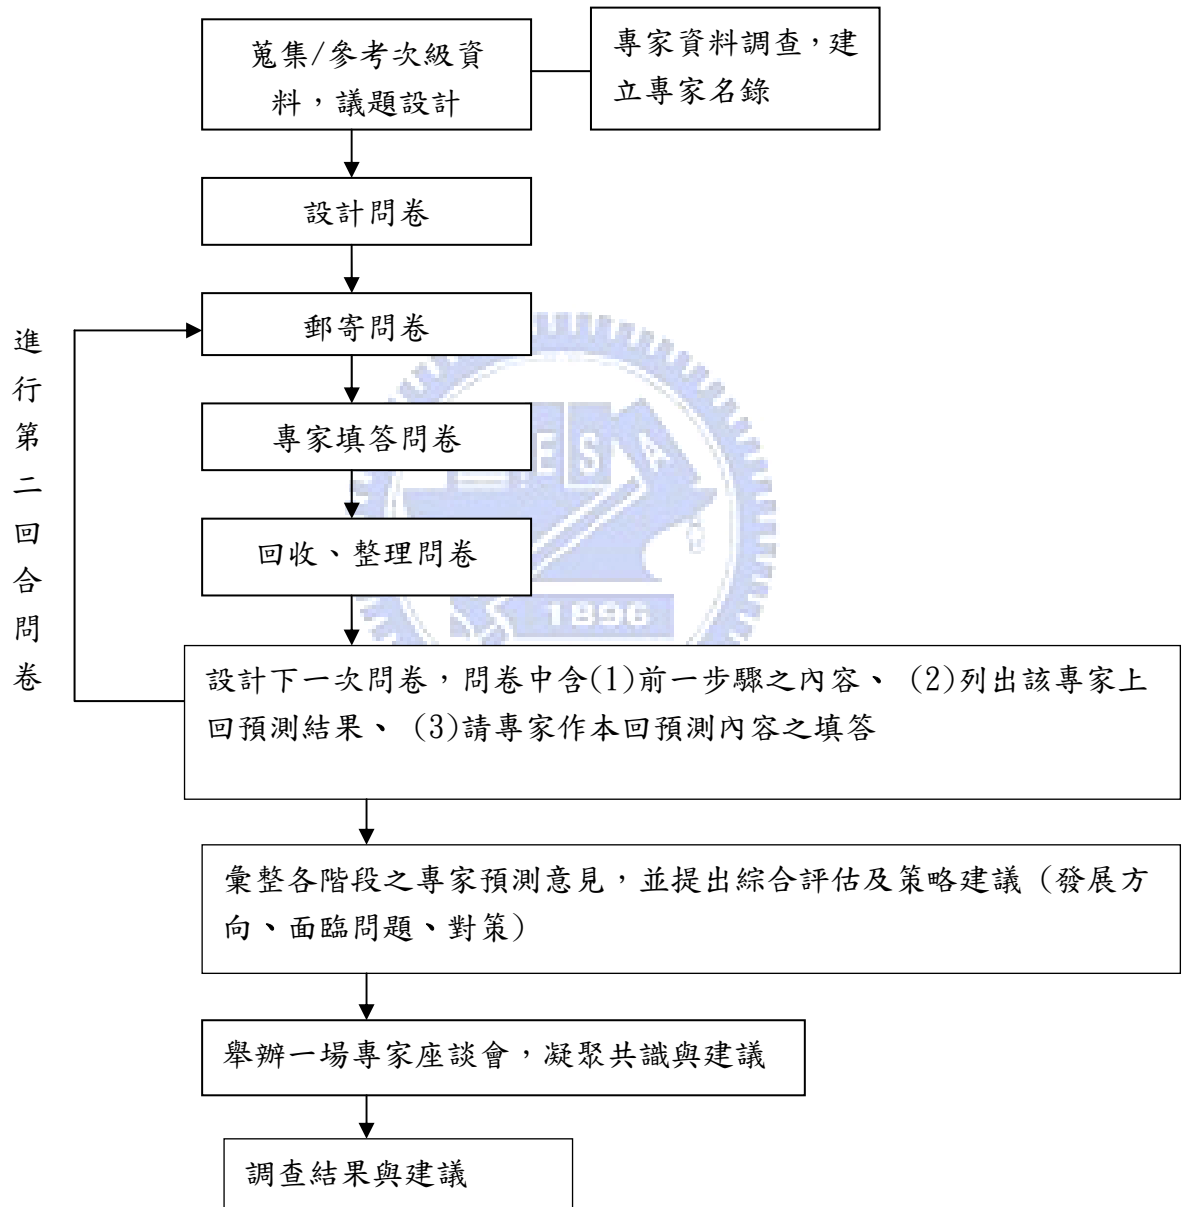 蒐集/參考次級資
料，議題設計
專家資料調查，建
立專家名錄
設計問卷
郵寄問卷
進行第二回合問卷
專家填答問卷
回收、整理問卷
設計下一次問卷，問卷中含(1)前一步驟之內容、 (2)列出該專家上
回預測結果、 (3)請專家作本回預測內容之填答
彙整各階段之專家預測意見，並提出綜合評估及策略建議 (發展方
向、面臨問題、對策)
舉辦一場專家座談會，凝聚共識與建議
調查結果與建議
E S A
1896